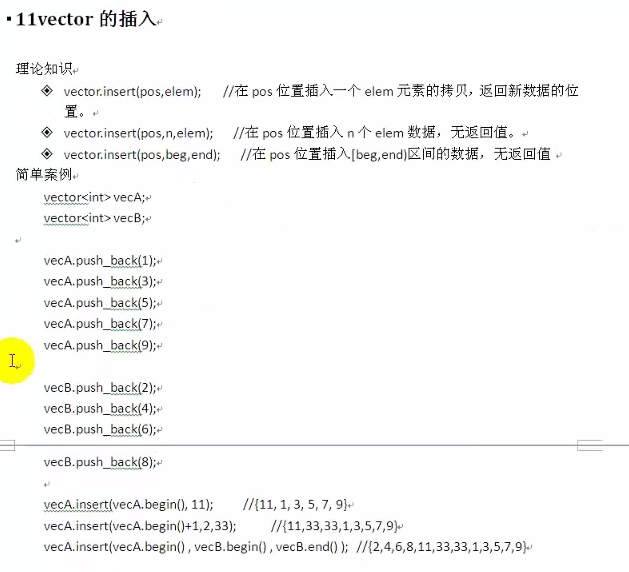 11vector 的插入
理论知识
vector.insert(pos,elem); //在 pos 位置插入一个 elem 元素的拷贝，返回新数据的位
置。
vector.insert(pos,n,elem); //在 pos 位置插入 n 个 elem 数据，无返回值。
vector.insert(pos,beg,end); //在 pos 位置插入[beg,end)区间的数据，无返回值
简单案例
vector<int> vecA;
vector<int> vecB;
vecA.push_back(1);
vecA.push_back(3);
vecA.push_back(5);
vecA.push_back(7);
vecA.push_back(9);
vecB.push_back(2);
vecB.push_back(4);
vecB.push_back(6);
vecB.push_back(8);
vecA.insert(vecA.begin(), 11); //{11, 1, 3, 5, 7, 9}
vecA.insert(vecA.begin()+1,2,33); //{11,33,33,1,3,5,7,9}
vecA.insert(vecA.begin() , vecB.begin() , vecB.end() ); //{2,4,6,8,11,33,33,1,3,5,7,9}